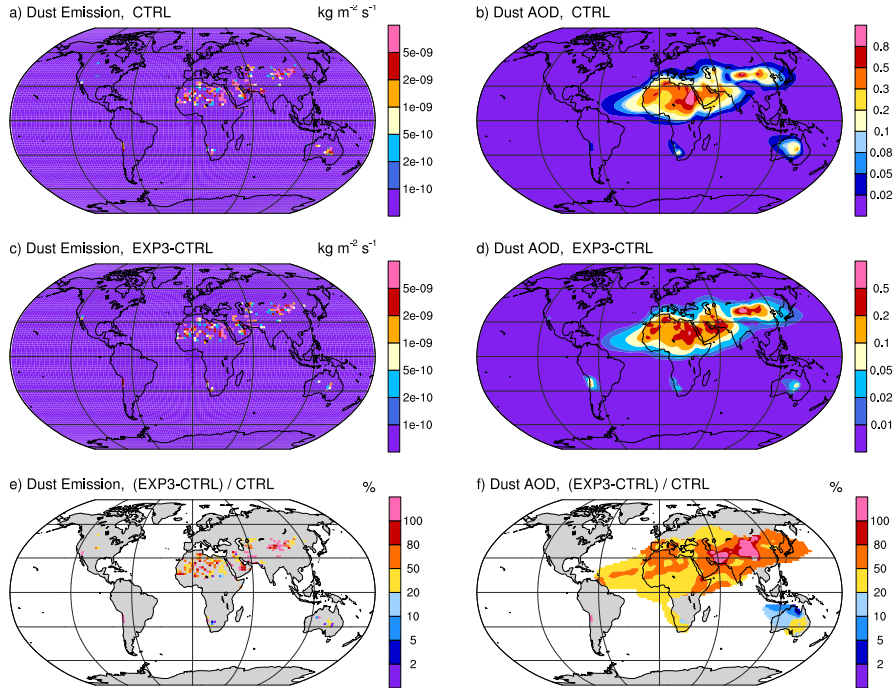 a) Dust Emission, CTRL
kg m⁻² s⁻¹
5e-09
2e-09
1e-09
5e-10
2e-10
1e-10
b) Dust AOD, CTRL
0.8
0.5
0.3
0.2
0.1
0.08
0.05
0.02
c) Dust Emission, EXP3-CTRL
kg m⁻² s⁻¹
5e-09
2e-09
1e-09
5e-10
2e-10
1e-10
d) Dust AOD, EXP3-CTRL
0.5
0.2
0.1
0.05
0.02
0.01
e) Dust Emission, (EXP3-CTRL) / CTRL
%
100
80
50
20
10
5
2
f) Dust AOD, (EXP3-CTRL) / CTRL
%
100
80
50
20
10
5
2